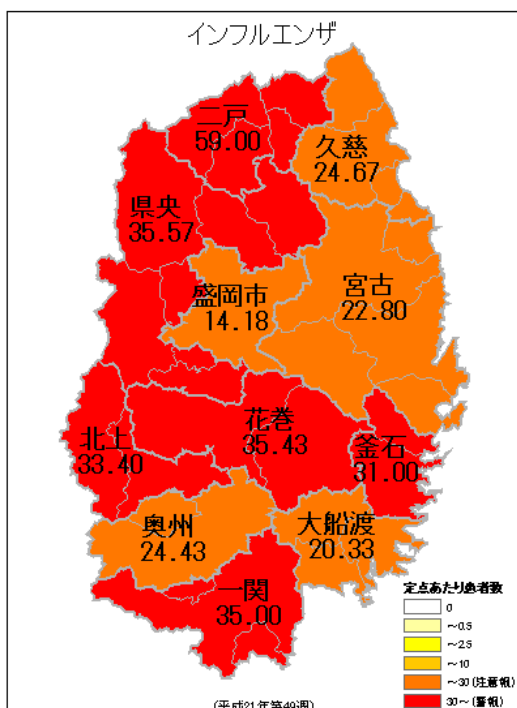 インフルエンザ
二戸
59.00
久慈
24.67
県央
35.57
盛岡市
14.18
宮古
22.80
花巻
35.43
北上
33.40
釜石
31.00
奥州
24.43
大船渡
20.33
一関
35.00
定点あたり患者数
0
～0.5
～2.5
～10
～30(注意報)
30～(警報)
(平成21年第49週)